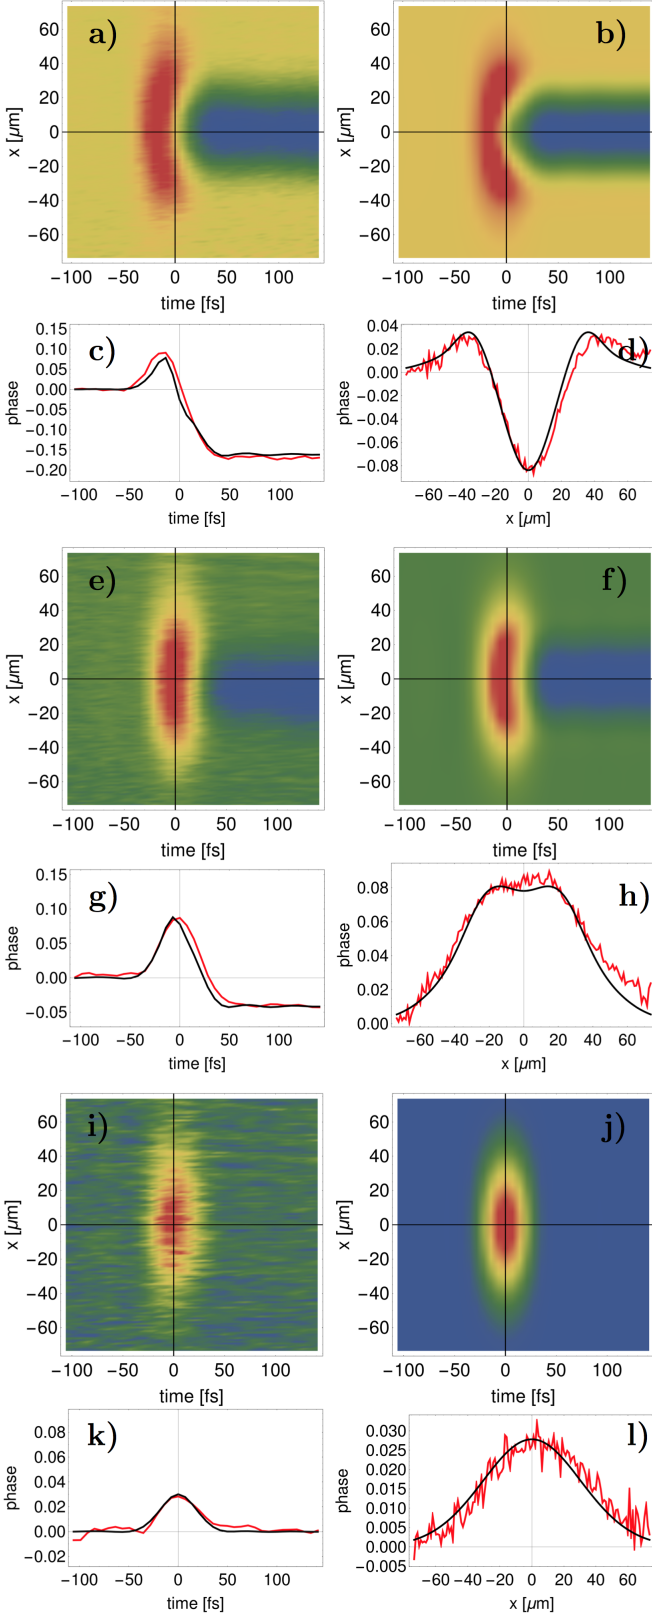 a)
b)
x [μm]
60
40
20
0
−20
−40
−60
−100 −50 0 50 100
time [fs]
x [μm]
60
40
20
0
−20
−40
−60
−100 −50 0 50 100
time [fs]
c)
phase
0.15
0.10
0.05
0.00
−0.05
−0.10
−0.15
−0.20
−100 −50 0 50 100
time [fs]
d)
phase
0.04
0.02
0.00
−0.02
−0.04
−0.06
−0.08
−60 −40 −20 0 20 40 60
x [μm]
e)
x [μm]
60
40
20
0
−20
−40
−60
−100 −50 0 50 100
time [fs]
f)
x [μm]
60
40
20
0
−20
−40
−60
−100 −50 0 50 100
time [fs]
g)
phase
0.15
0.10
0.05
0.00
−0.05
−100 −50 0 50 100
time [fs]
h)
phase
0.08
0.06
0.04
0.02
0.00
−60 −40 −20 0 20 40 60
x [μm]
i)
x [μm]
60
40
20
0
−20
−40
−60
−100 −50 0 50 100
time [fs]
j)
x [μm]
60
40
20
0
−20
−40
−60
−100 −50 0 50 100
time [fs]
k)
phase
0.08
0.06
0.04
0.02
0.00
−0.02
−100 −50 0 50 100
time [fs]
l)
phase
0.030
0.025
0.020
0.015
0.010
0.005
0.000
−0.005
−60 −40 −20 0 20 40 60
x [μm]